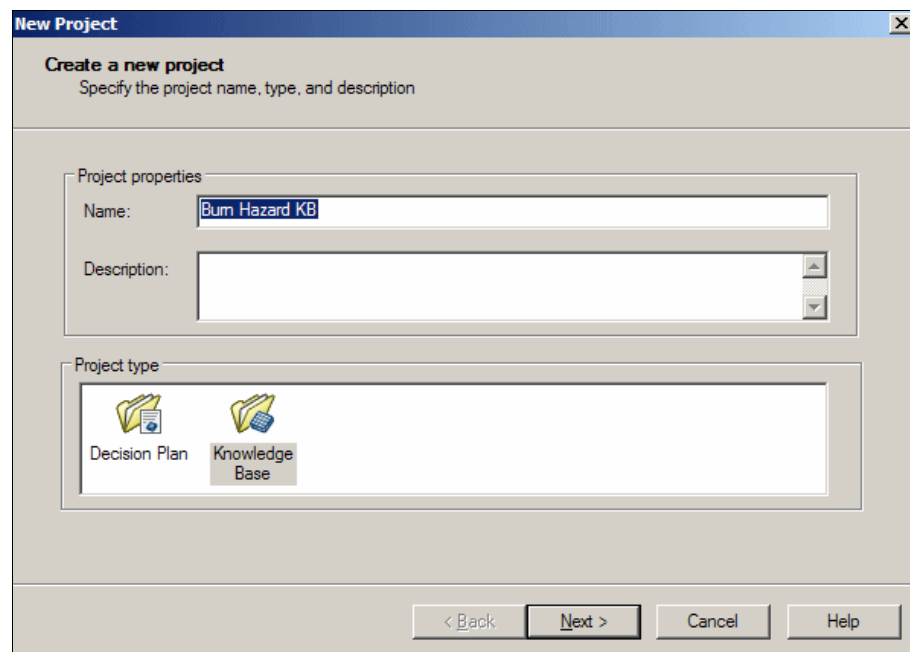 New Project
Create a new project
Specify the project name, type, and description
Project properties
Name:
Burn Hazard KB
Description:
Project type
Decision Plan
Knowledge
Base
< Back
Next >
Cancel
Help